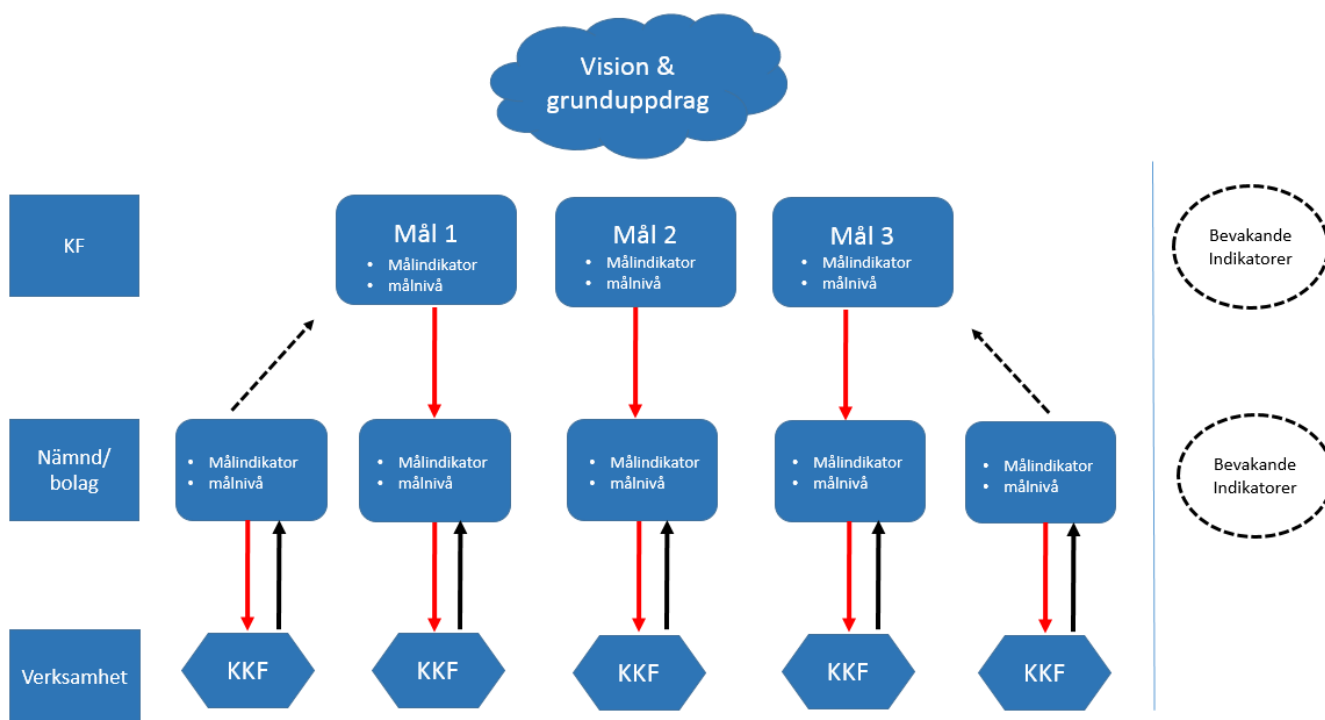 Vision &
grunduppdrag
KF
Mål 1
• Målindikator
• målnivå
Mål 2
• Målindikator
• målnivå
Mål 3
• Målindikator
• målnivå
Bevakande
Indikatorer
Nämnd/
bolag
• Målindikator
• målnivå
• Målindikator
• målnivå
• Målindikator
• målnivå
• Målindikator
• målnivå
• Målindikator
• målnivå
Bevakande
Indikatorer
Verksamhet
KKF
KKF
KKF
KKF
KKF